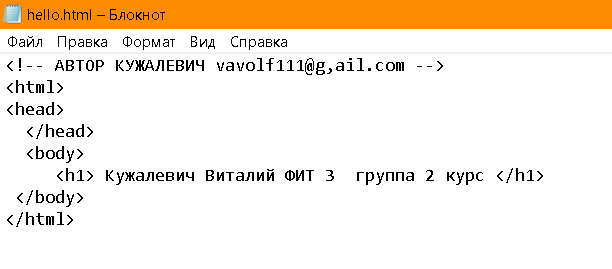 hello.html – Блокнот
Файл Правка Формат Вид Справка
<!-- АВТОР КУЖАЛЕВИЧ vavolf111@g,ail.com -->
<html>
<head>
  </head>
  <body>
     <h1> Кужалевич Виталий ФИТ 3  группа 2 курс </h1>
 </body>
</html>